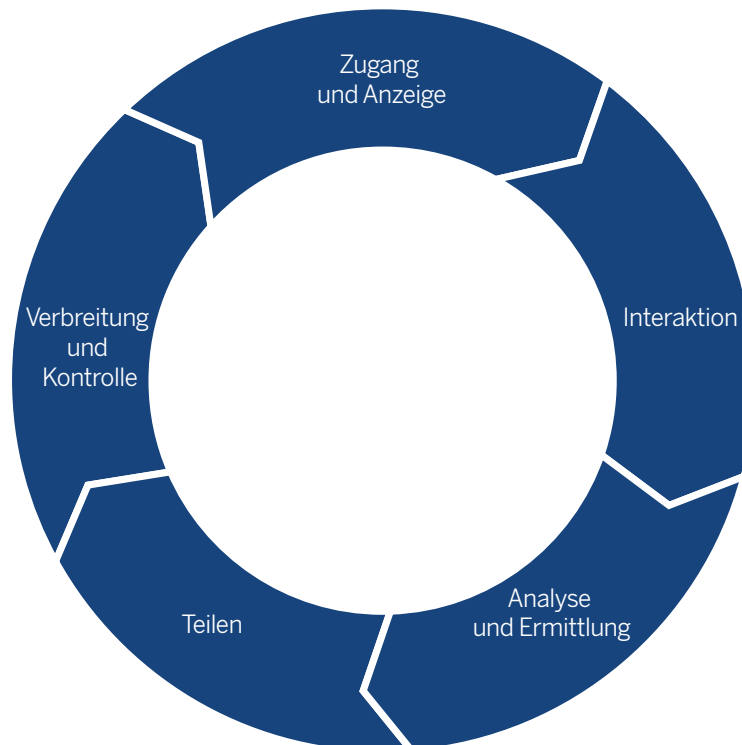 Zugang
und Anzeige
Interaktion
Analyse
und Ermittlung
Teilen
Verbreitung
und
Kontrolle